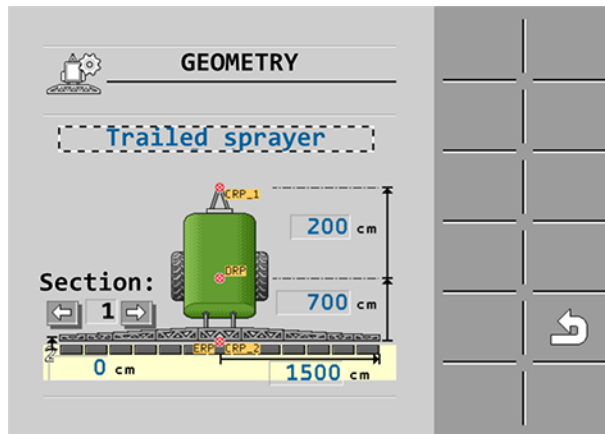 GEOMETRY
Trailed sprayer
CRP_1
200 cm
DRP
Section:
700 cm
1
ERP CRP_2
0 cm
1500 cm